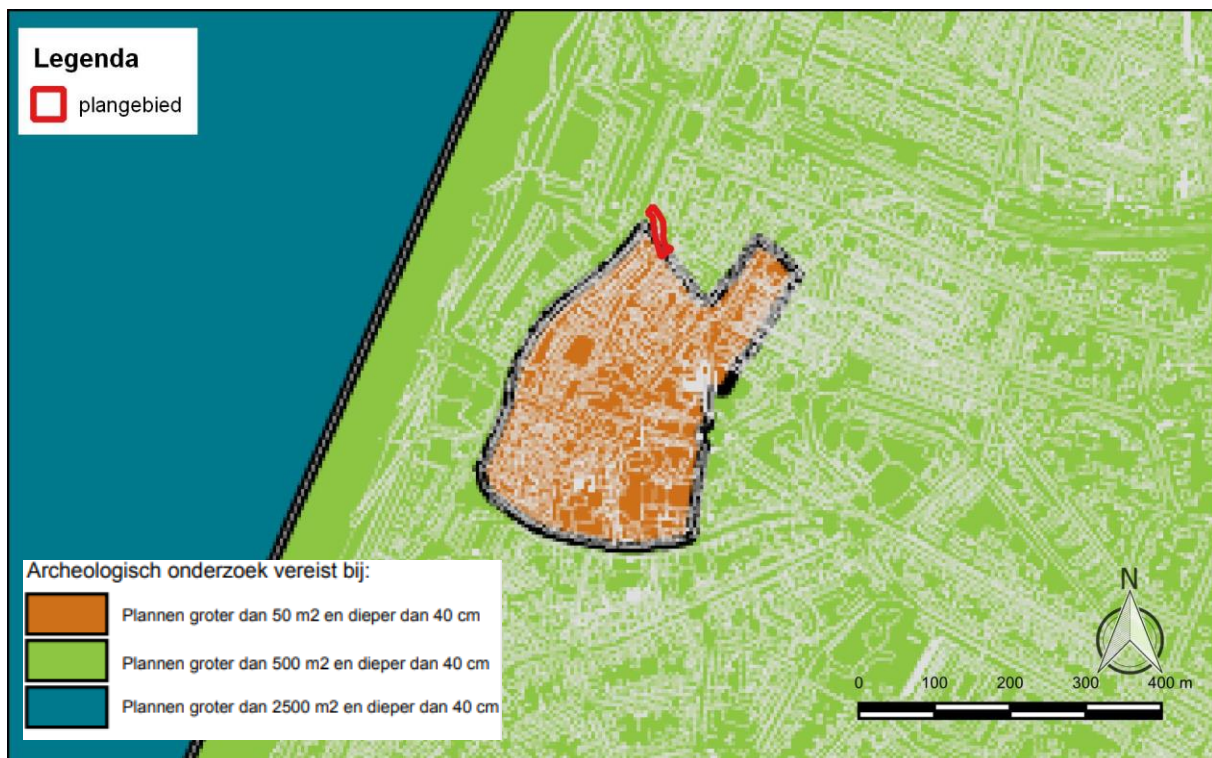 Legenda
plangebied
Archeologisch onderzoek vereist bij:
Plannen groter dan 50 m2 en dieper dan 40 cm
Plannen groter dan 500 m2 en dieper dan 40 cm
Plannen groter dan 2500 m2 en dieper dan 40 cm
N
0 100 200 300 400 m